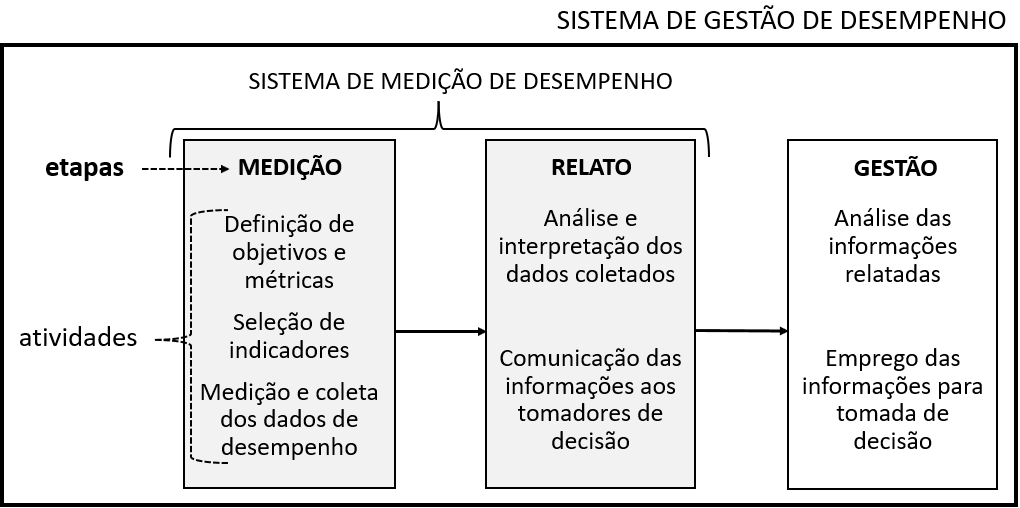 SISTEMA DE GESTÃO DE DESEMPENHO
SISTEMA DE MEDIÇÃO DE DESEMPENHO
etapas
MEDIÇÃO
Definição de
objetivos e
métricas
Seleção de
indicadores
Medição e coleta
dos dados de
desempenho
atividades
RELATO
Análise e
interpretação dos
dados coletados
Comunicação das
informações aos
tomadores de
decisão
GESTÃO
Análise das
informações
relatadas
Emprego das
informações para
tomada de
decisão